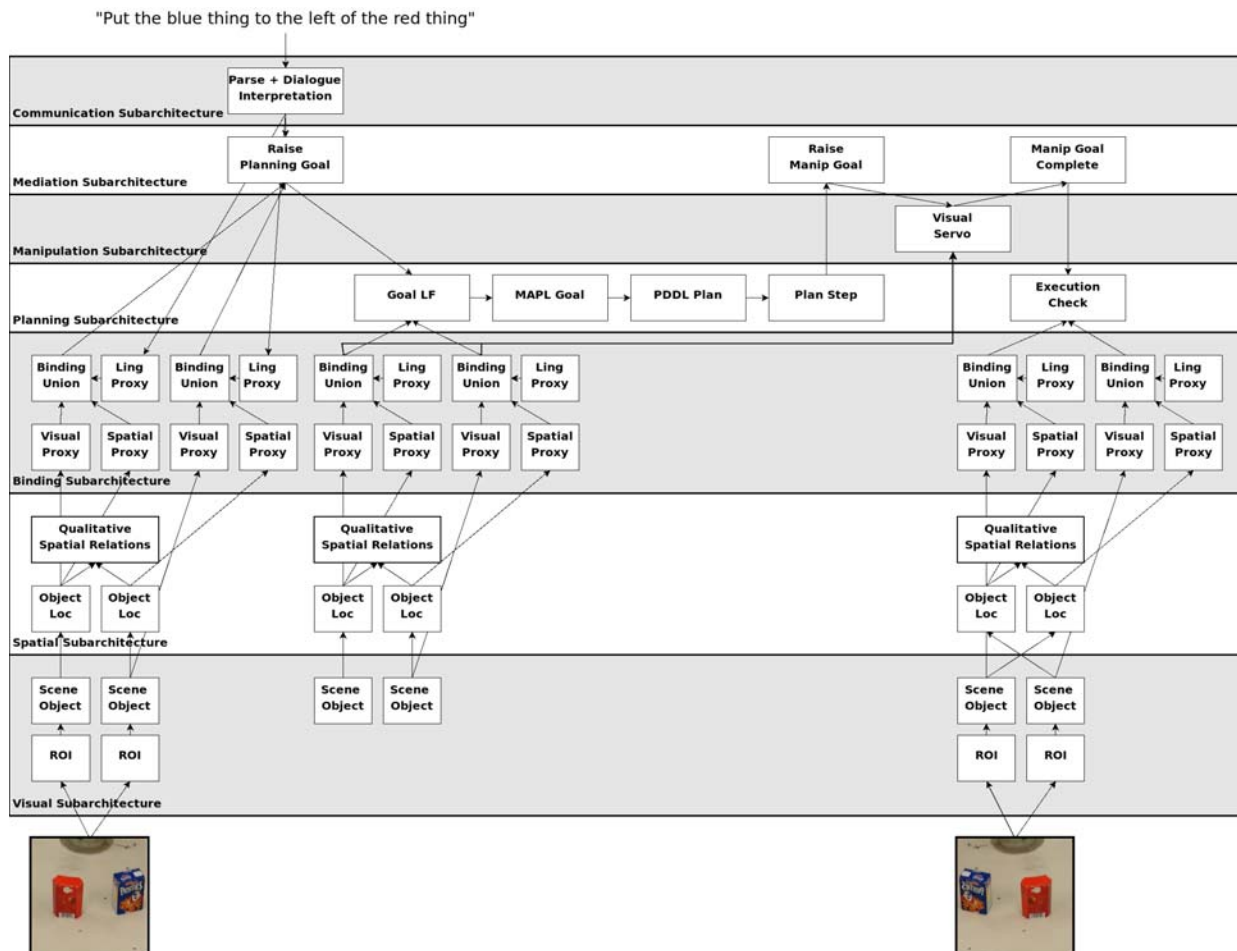 "Put the blue thing to the left of the red thing"
Parse + Dialogue
Interpretation
Communication Subarchitecture
Raise
Planning Goal
Raise
Manip Goal
Manip Goal
Complete
Mediation Subarchitecture
Visual
Servo
Manipulation Subarchitecture
Goal LF
MAPL Goal
PDDL Plan
Plan Step
Execution
Check
Planning Subarchitecture
Binding
Union
Ling
Proxy
Binding
Union
Ling
Proxy
Binding
Union
Ling
Proxy
Binding
Union
Ling
Proxy
Binding
Union
Ling
Proxy
Binding
Union
Ling
Proxy
Visual
Proxy
Spatial
Proxy
Visual
Proxy
Spatial
Proxy
Visual
Proxy
Spatial
Proxy
Visual
Proxy
Spatial
Proxy
Visual
Proxy
Spatial
Proxy
Visual
Proxy
Spatial
Proxy
Binding Subarchitecture
Qualitative
Spatial Relations
Qualitative
Spatial Relations
Qualitative
Spatial Relations
Object
Loc
Object
Loc
Object
Loc
Object
Loc
Object
Loc
Object
Loc
Spatial Subarchitecture
Scene
Object
Scene
Object
Scene
Object
Scene
Object
Scene
Object
Scene
Object
ROI
ROI
ROI
ROI
Visual Subarchitecture